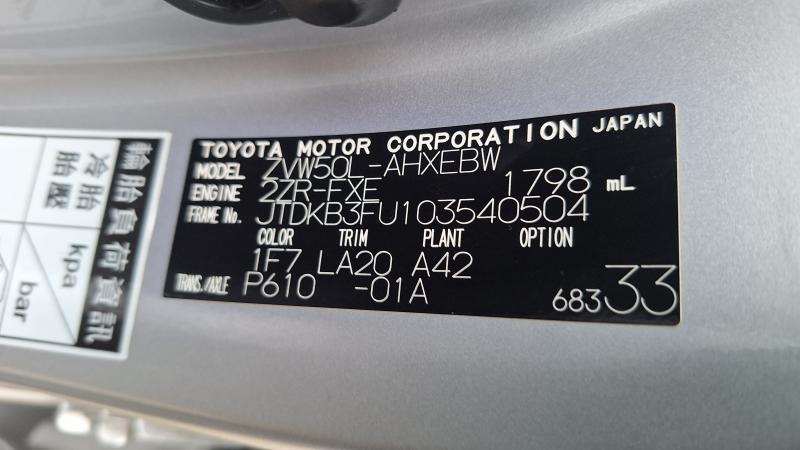 TOYOTA MOTOR CORPORATION JAPAN
MODEL ZVW50L-AHXEBW
ENGINE 2ZR-FXE 1798 mL
FRAME No. JTDKB3FU103540504
COLOR TRIM PLANT OPTION
1F7 LA20 A42
TRANS./AXLE P610 -01A
68333
輪胎負荷資訊
冷胎
胎壓
kpa
bar